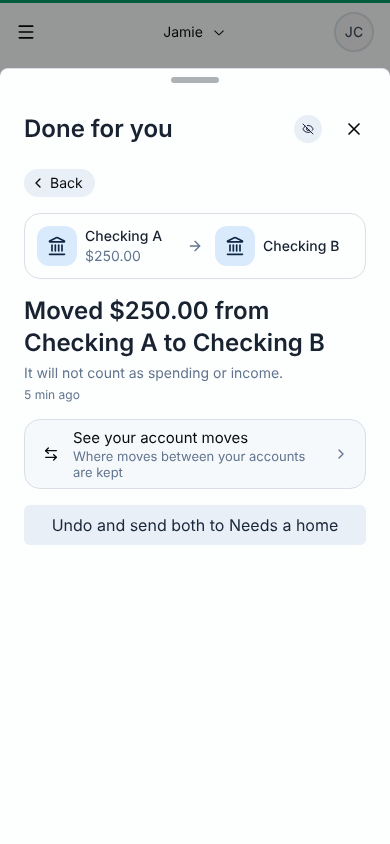 Jamie
JC
Done for you
Back
Checking A
$250.00
Checking B
Moved $250.00 from
Checking A to Checking B
It will not count as spending or income.
5 min ago
See your account moves
Where moves between your accounts
are kept
Undo and send both to Needs a home